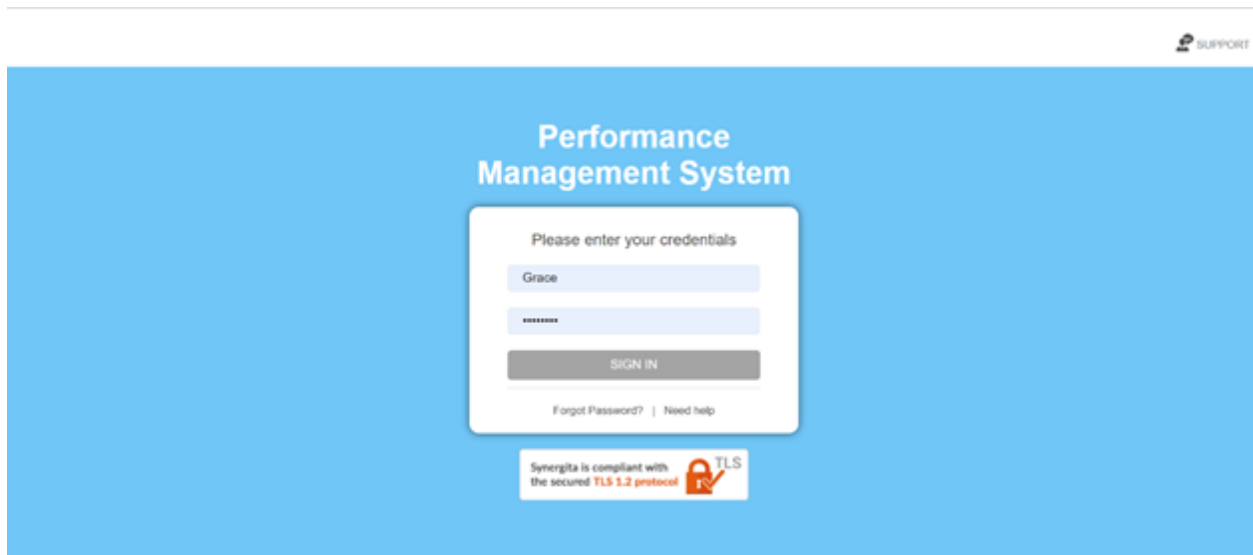 SUPPORT
Performance
Management System
Please enter your credentials
Grace
••••••••
SIGN IN
Forgot Password? | Need help
Synergita is compliant with
the secured TLS 1.2 protocol
TLS